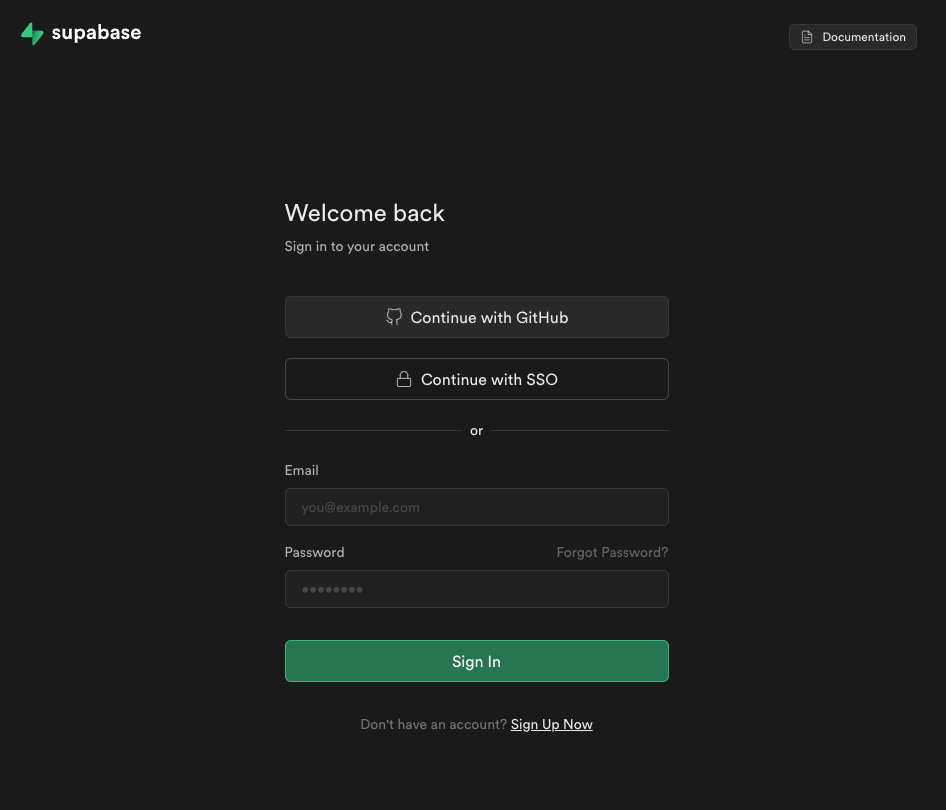 supabase
Documentation
Welcome back
Sign in to your account
Continue with GitHub
Continue with SSO
or
Email
you@example.com
Password Forgot Password?
••••••••
Sign In
Don't have an account? Sign Up Now